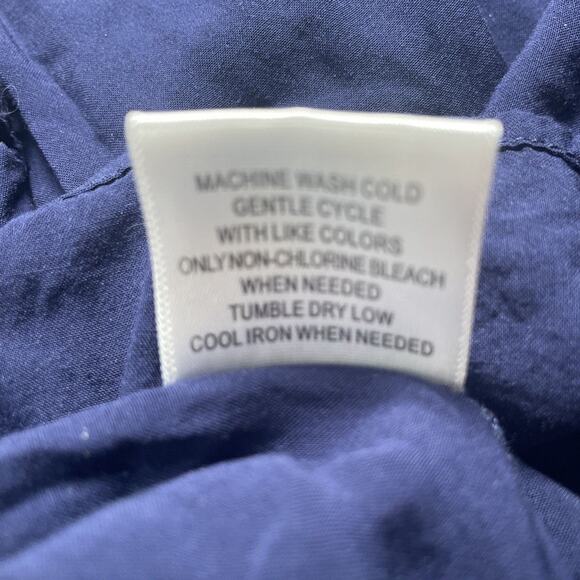 MACHINE WASH COLD
GENTLE CYCLE
WITH LIKE COLORS
ONLY NON-CHLORINE BLEACH
WHEN NEEDED
TUMBLE DRY LOW
COOL IRON WHEN NEEDED